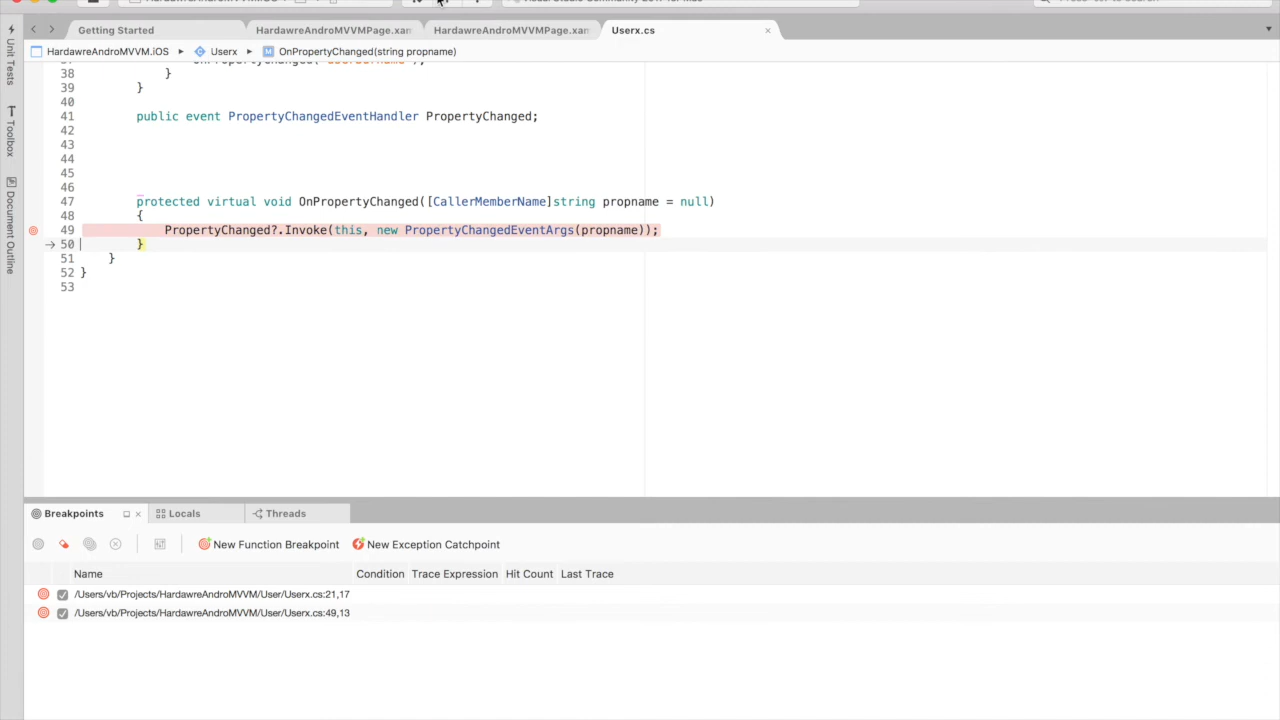 Getting Started
HardawreAndroMVVMPage.xan
HardawreAndroMVVMPage.xan
Userx.cs
HardawreAndroMVVM.iOS
Userx
OnPropertyChanged(string propname)
Unit Tests
Toolbox
Document Outline
38 }
39 }
40
41 public event PropertyChangedEventHandler PropertyChanged;
42
43
44
45
46
47 protected virtual void OnPropertyChanged([CallerMemberName]string propname = null)
48 {
49 PropertyChanged?.Invoke(this, new PropertyChangedEventArgs(propname));
50 }
51 }
52 }
53
Breakpoints
Locals
Threads
New Function Breakpoint
New Exception Catchpoint
Name Condition Trace Expression Hit Count Last Trace
/Users/vb/Projects/HardawreAndroMVVM/User/Userx.cs:21,17
/Users/vb/Projects/HardawreAndroMVVM/User/Userx.cs:49,13